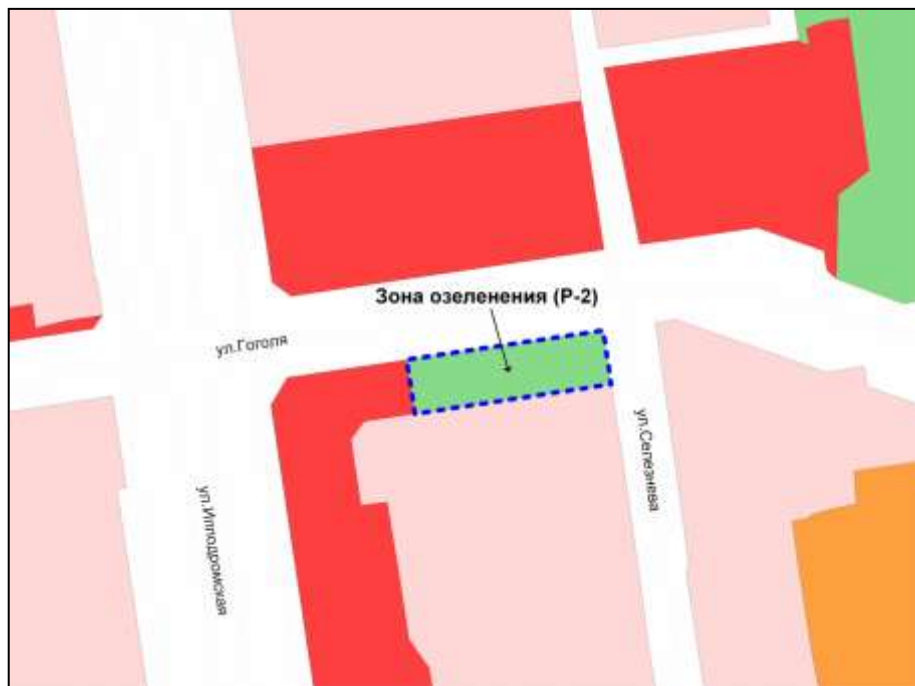 Зона озеленения (Р-2)
ул.Гоголя
ул.Селезнева
ул.Ипподромская